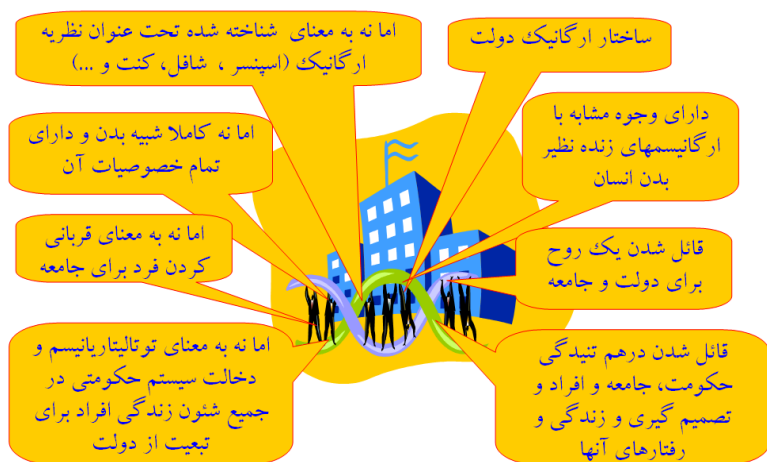 ساختار ارگانیک دولت
اما نه به معنای شناخته شده تحت عنوان نظریه
ارگانیک (اسپنسر ، شافل، کنت و ...)
دارای وجوه مشابه با
ارگانیسمهای زنده نظیر
بدن انسان
اما نه کاملا شبیه بدن و دارای
تمام خصوصیات آن
قائل شدن یک روح
برای دولت و جامعه
اما نه به معنای قربانی
کردن فرد برای جامعه
قائل شدن درهم تنیدگی
حکومت، جامعه و افراد و
تصمیم گیری و زندگی و
رفتارهای آنها
اما نه به معنای توتالیتاریانیسم و
دخالت سیستم حکومتی در
جمیع شئون زندگی افراد برای
تبعیت از دولت